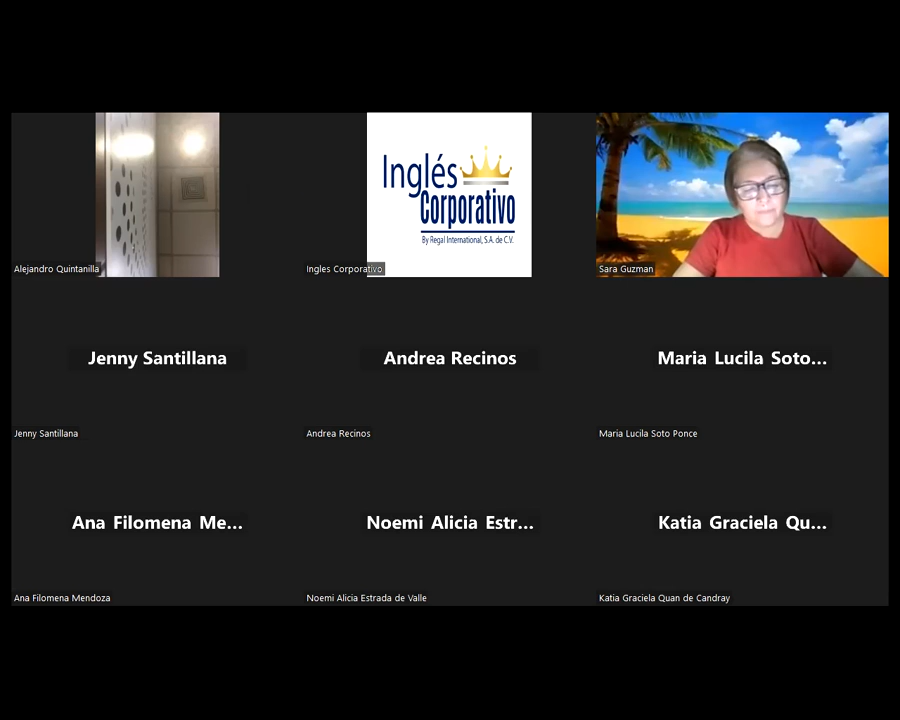 Inglés
Corporativo
By Regal International, S.A. de C.V.
Alejandro Quintanilla
Ingles Corporativo
Sara Guzman
Jenny Santillana
Andrea Recinos
Maria Lucila Soto...
Jenny Santillana
Andrea Recinos
Maria Lucila Soto Ponce
Ana Filomena Me...
Noemi Alicia Estr...
Katia Graciela Qu...
Ana Filomena Mendoza
Noemi Alicia Estrada de Valle
Katia Graciela Quan de Candray